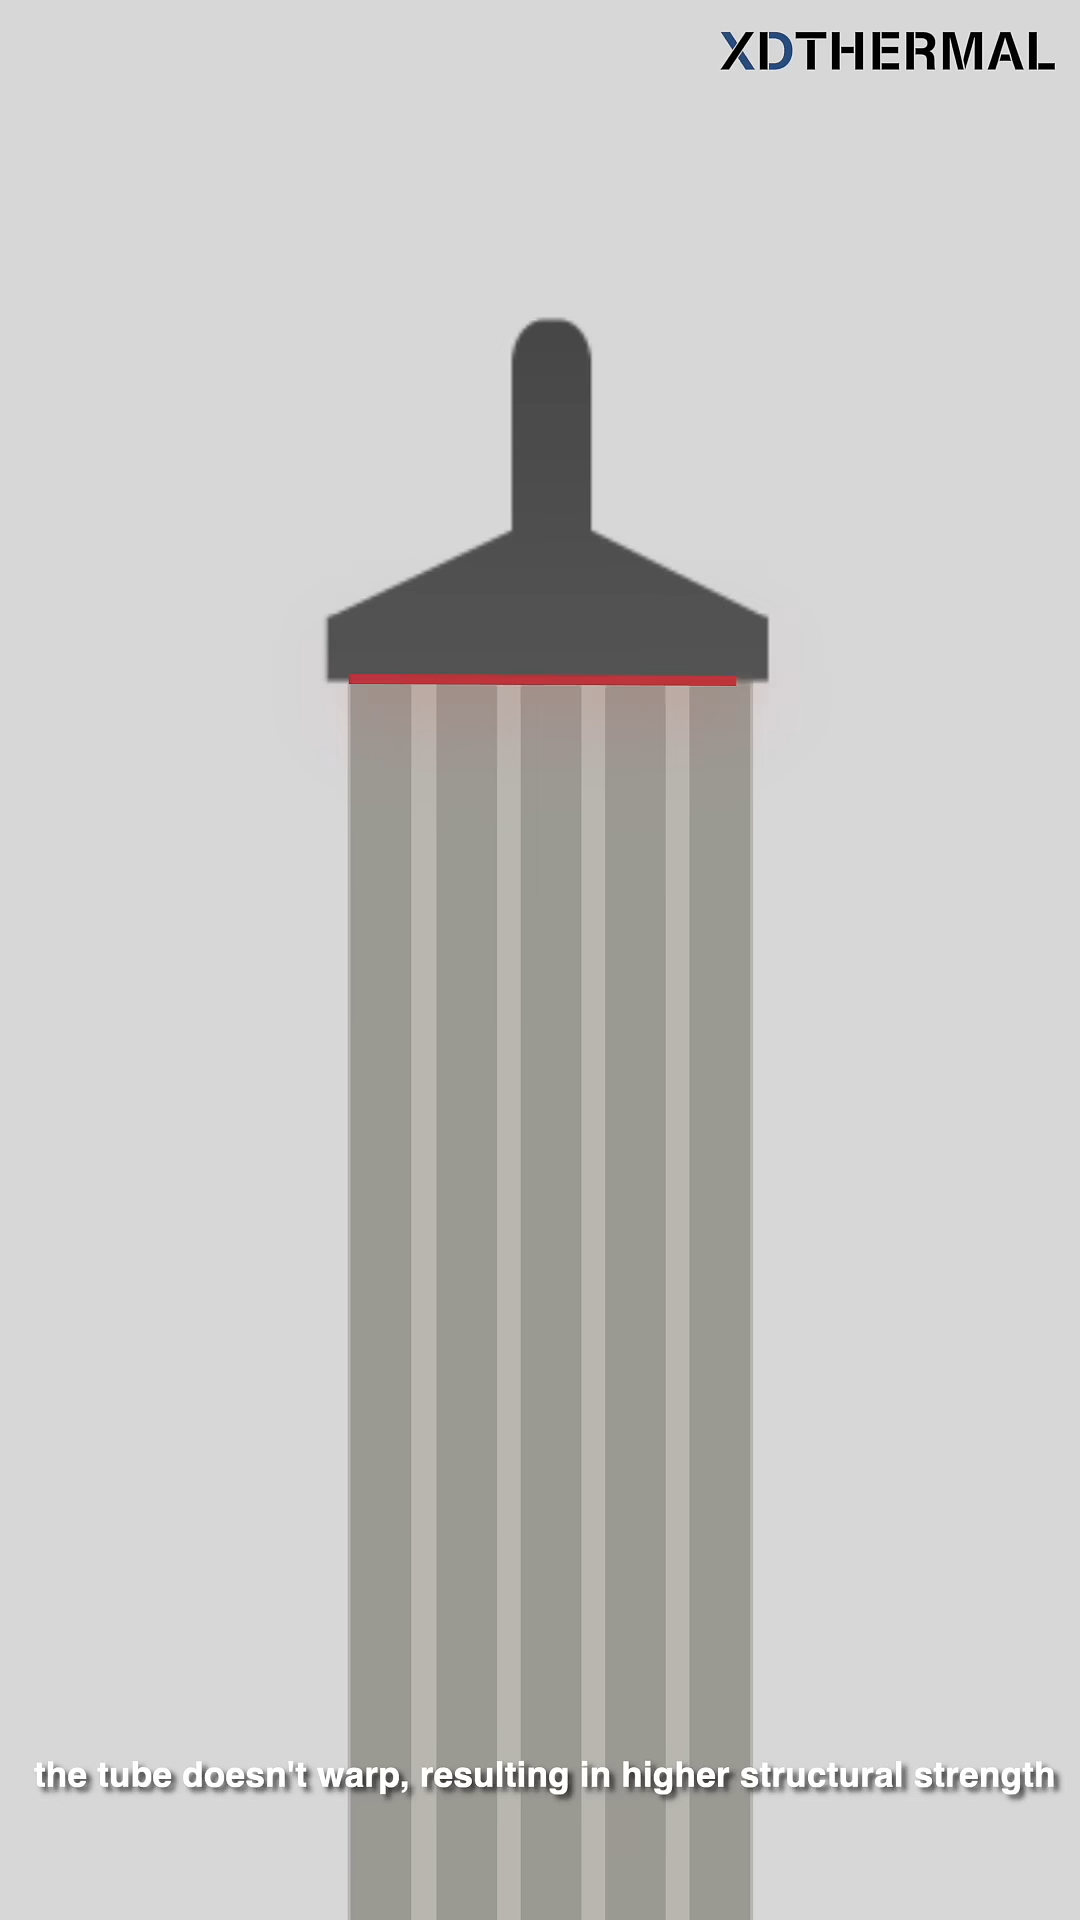 XDTHERMAL
the tube doesn't warp, resulting in higher structural strength